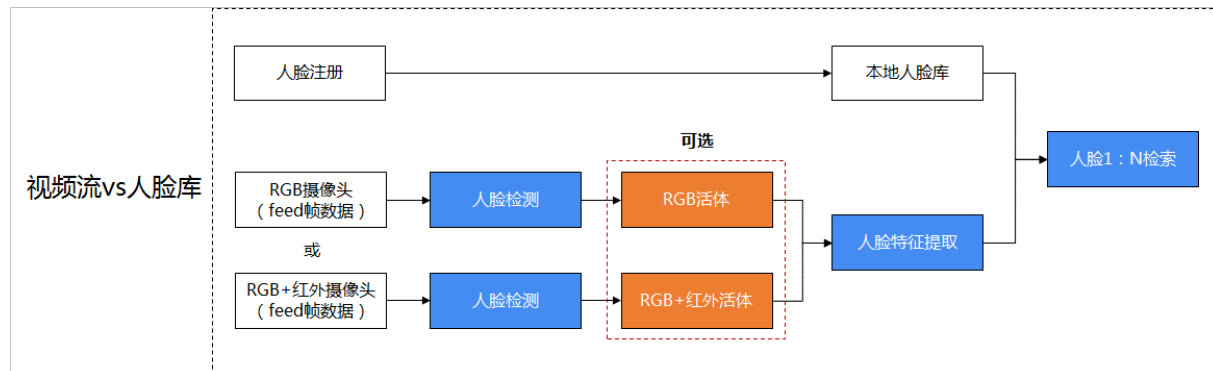 视频流vs人脸库
人脸注册
本地人脸库
人脸1：N检索
可选
RGB摄像头
（feed帧数据）
人脸检测
RGB活体
或
人脸特征提取
RGB+红外摄像头
（feed帧数据）
人脸检测
RGB+红外活体